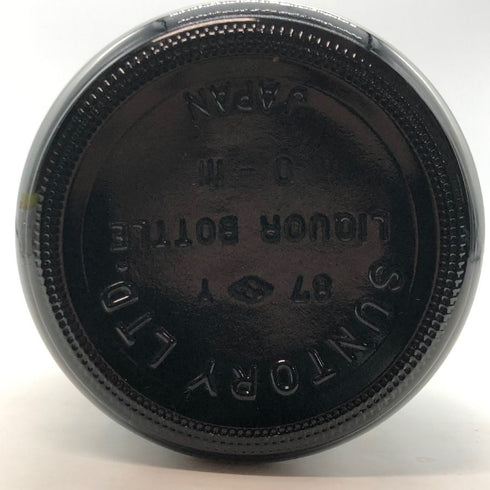 SUNTORY LTD.
87 Y
LIQUOR BOTTLE
JAPAN